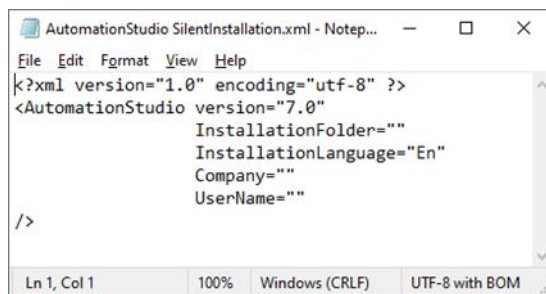 AutomationStudio SilentInstallation.xml - Notep...
File Edit Format View Help
<?xml version="1.0" encoding="utf-8" ?>
<AutomationStudio version="7.0"
InstallationFolder=""
InstallationLanguage="En"
Company=""
UserName=""
/>
Ln 1, Col 1 100% Windows (CRLF) UTF-8 with BOM